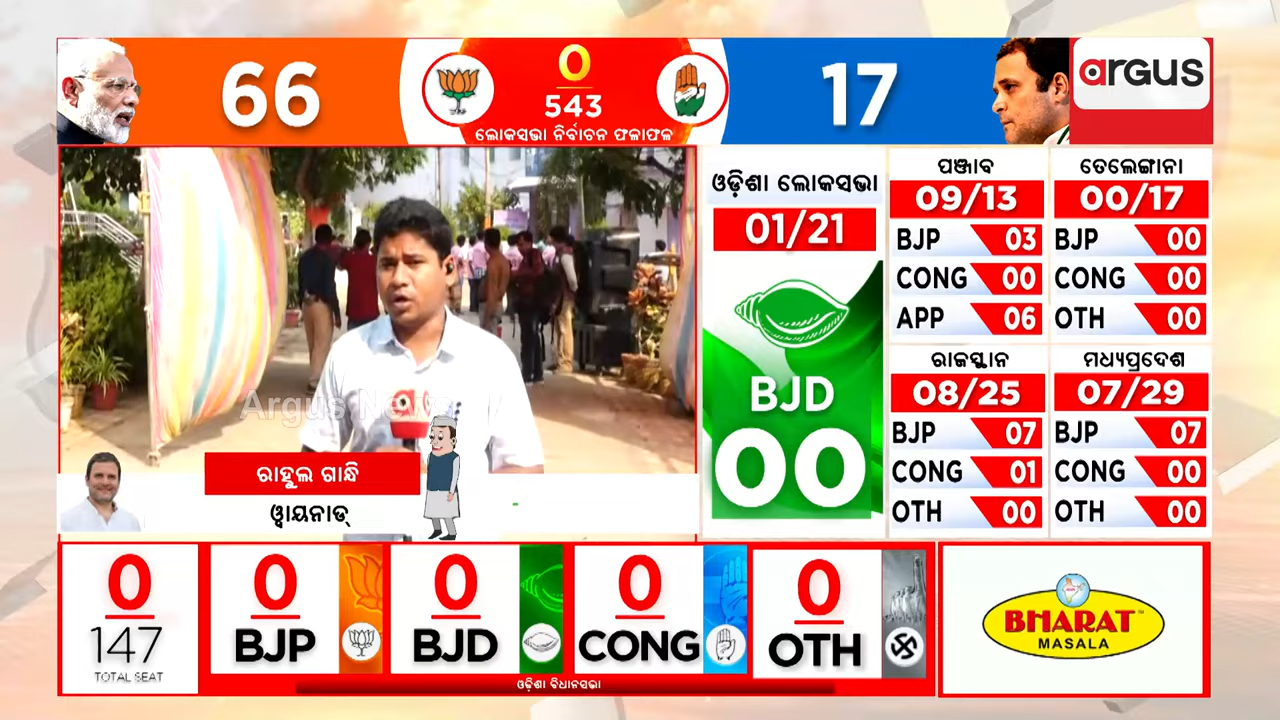 66
0
543
ଲୋକସଭା ନିର୍ବାଚନ ଫଳାଫଳ
17
argus
ଓଡ଼ିଶା ଲୋକସଭା
01/21
BJD
00
ପଞ୍ଜାବ
09/13
BJP 03
CONG 00
APP 06
ତେଲେଙ୍ଗାନା
00/17
BJP 00
CONG 00
OTH 00
ରାଜସ୍ଥାନ
08/25
BJP 07
CONG 01
OTH 00
ମଧ୍ୟପ୍ରଦେଶ
07/29
BJP 07
CONG 00
OTH 00
Argus News
ରାହୁଲ ଗାନ୍ଧି
ୱାୟନାଡ୍
0
147
TOTAL SEAT
0
BJP
0
BJD
0
CONG
0
OTH
ଓଡ଼ିଶା ବିଧାନସଭା
BHARAT™
MASALA